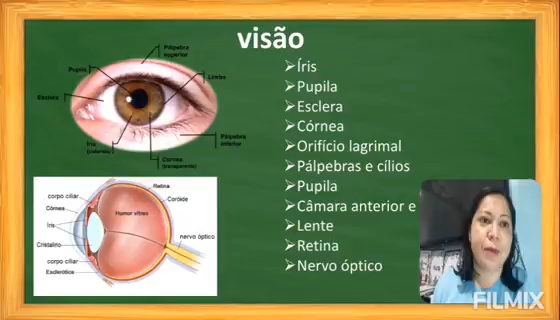 visão
Pálpebra
superior
Pupila
Limbo
Esclera
Pálpebra
inferior
Íris
Córnea
(transparente)
Íris
Pupila
Esclera
Córnea
Orifício lagrimal
Pálpebras e cílios
Pupila
Câmara anterior e
Lente
Retina
Nervo óptico
Retina
corpo ciliar
Coróide
Córnea
Humor vítreo
Iris
nervo óptico
Cristalino
corpo ciliar
Esclerótica
FILMIX